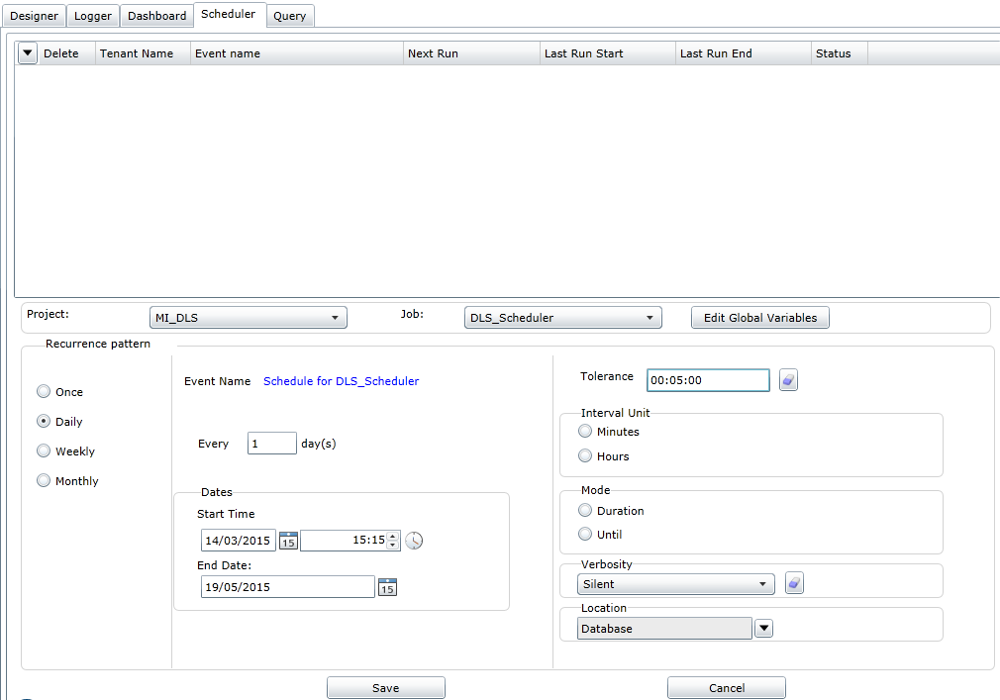 Designer Logger Dashboard Scheduler Query
Delete Tenant Name Event name Next Run Last Run Start Last Run End Status
Project: MI_DLS Job: DLS_Scheduler Edit Global Variables
Recurrence pattern
Once
Daily
Weekly
Monthly
Event Name Schedule for DLS_Scheduler
Every 1 day(s)
Dates
Start Time
14/03/2015 15 15:15
End Date:
19/05/2015 15
Tolerance 00:05:00
Interval Unit
Minutes
Hours
Mode
Duration
Until
Verbosity
Silent
Location
Database
Save Cancel